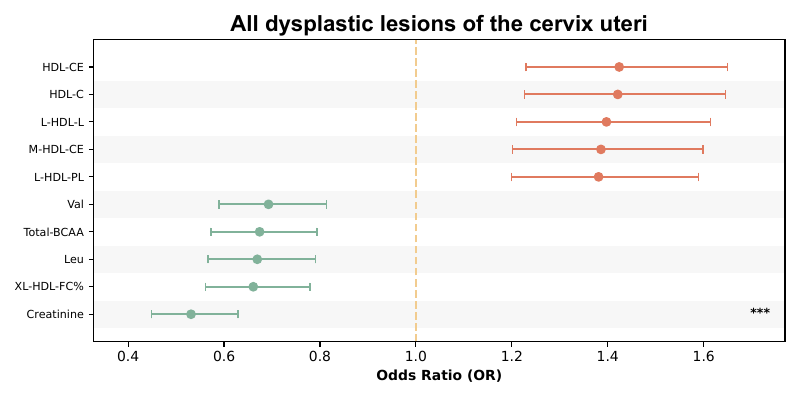 All dysplastic lesions of the cervix uteri
HDL-CE
HDL-C
L-HDL-L
M-HDL-CE
L-HDL-PL
Val
Total-BCAA
Leu
XL-HDL-FC%
Creatinine
***
0.4 0.6 0.8 1.0 1.2 1.4 1.6
Odds Ratio (OR)